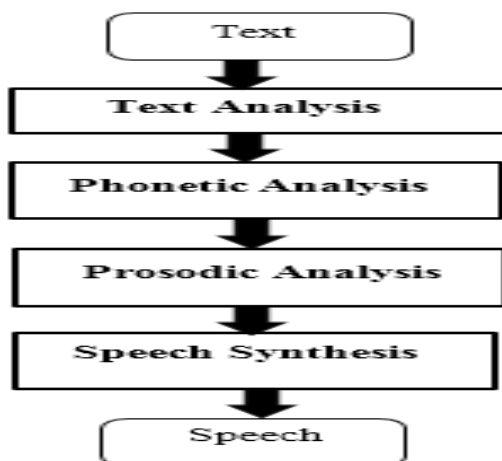 Text
Text Analysis
Phonetic Analysis
Prosodic Analysis
Speech Synthesis
Speech